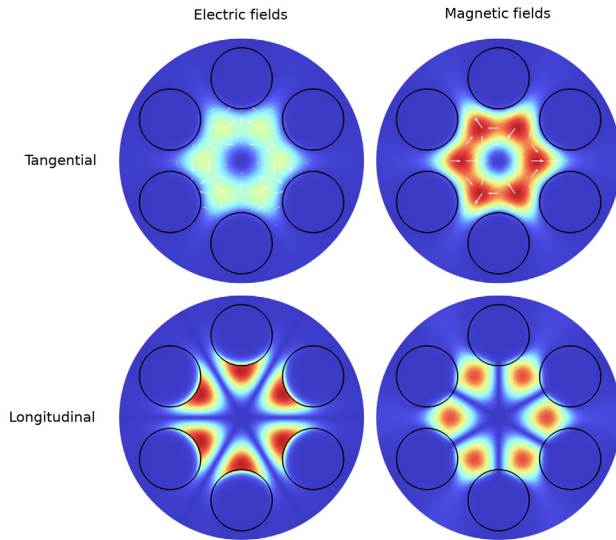 Electric fields
Magnetic fields
Tangential
Longitudinal